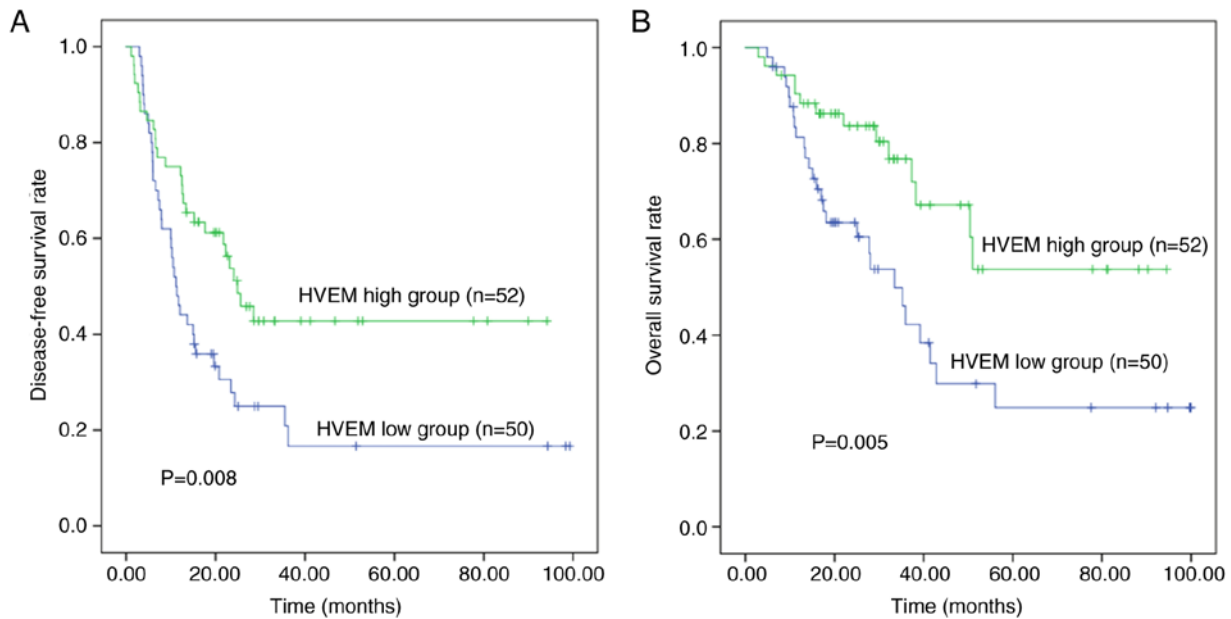 A
Disease-free survival rate
1.0
0.8
0.6
0.4
0.2
0.0
HVEM high group (n=52)
HVEM low group (n=50)
P=0.008
0.00 20.00 40.00 60.00 80.00 100.00
Time (months)
B
Overall survival rate
1.0
0.8
0.6
0.4
0.2
0.0
HVEM high group (n=52)
HVEM low group (n=50)
P=0.005
0.00 20.00 40.00 60.00 80.00 100.00
Time (months)